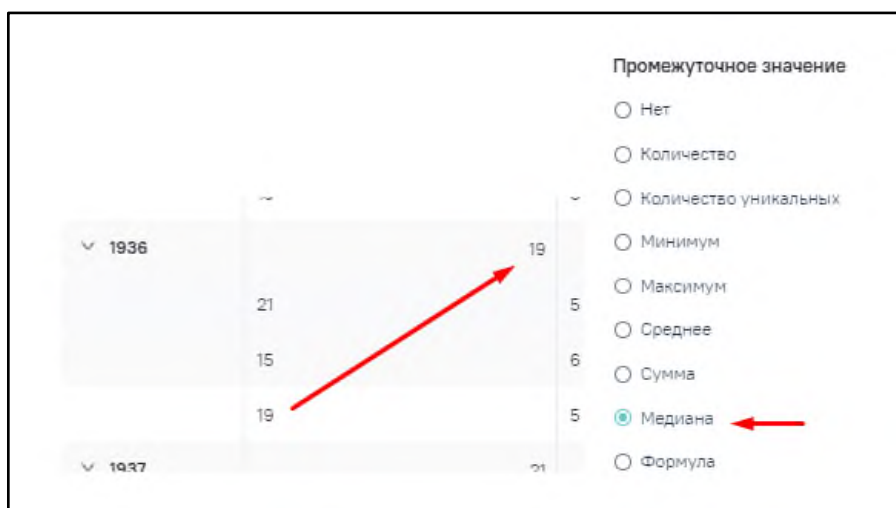 Промежуточное значение
Нет
Количество
Количество уникальных
1936 19 Минимум
Максимум
21 5
Среднее
15 6
Сумма
19 5 Медиана
1937 21 Формула